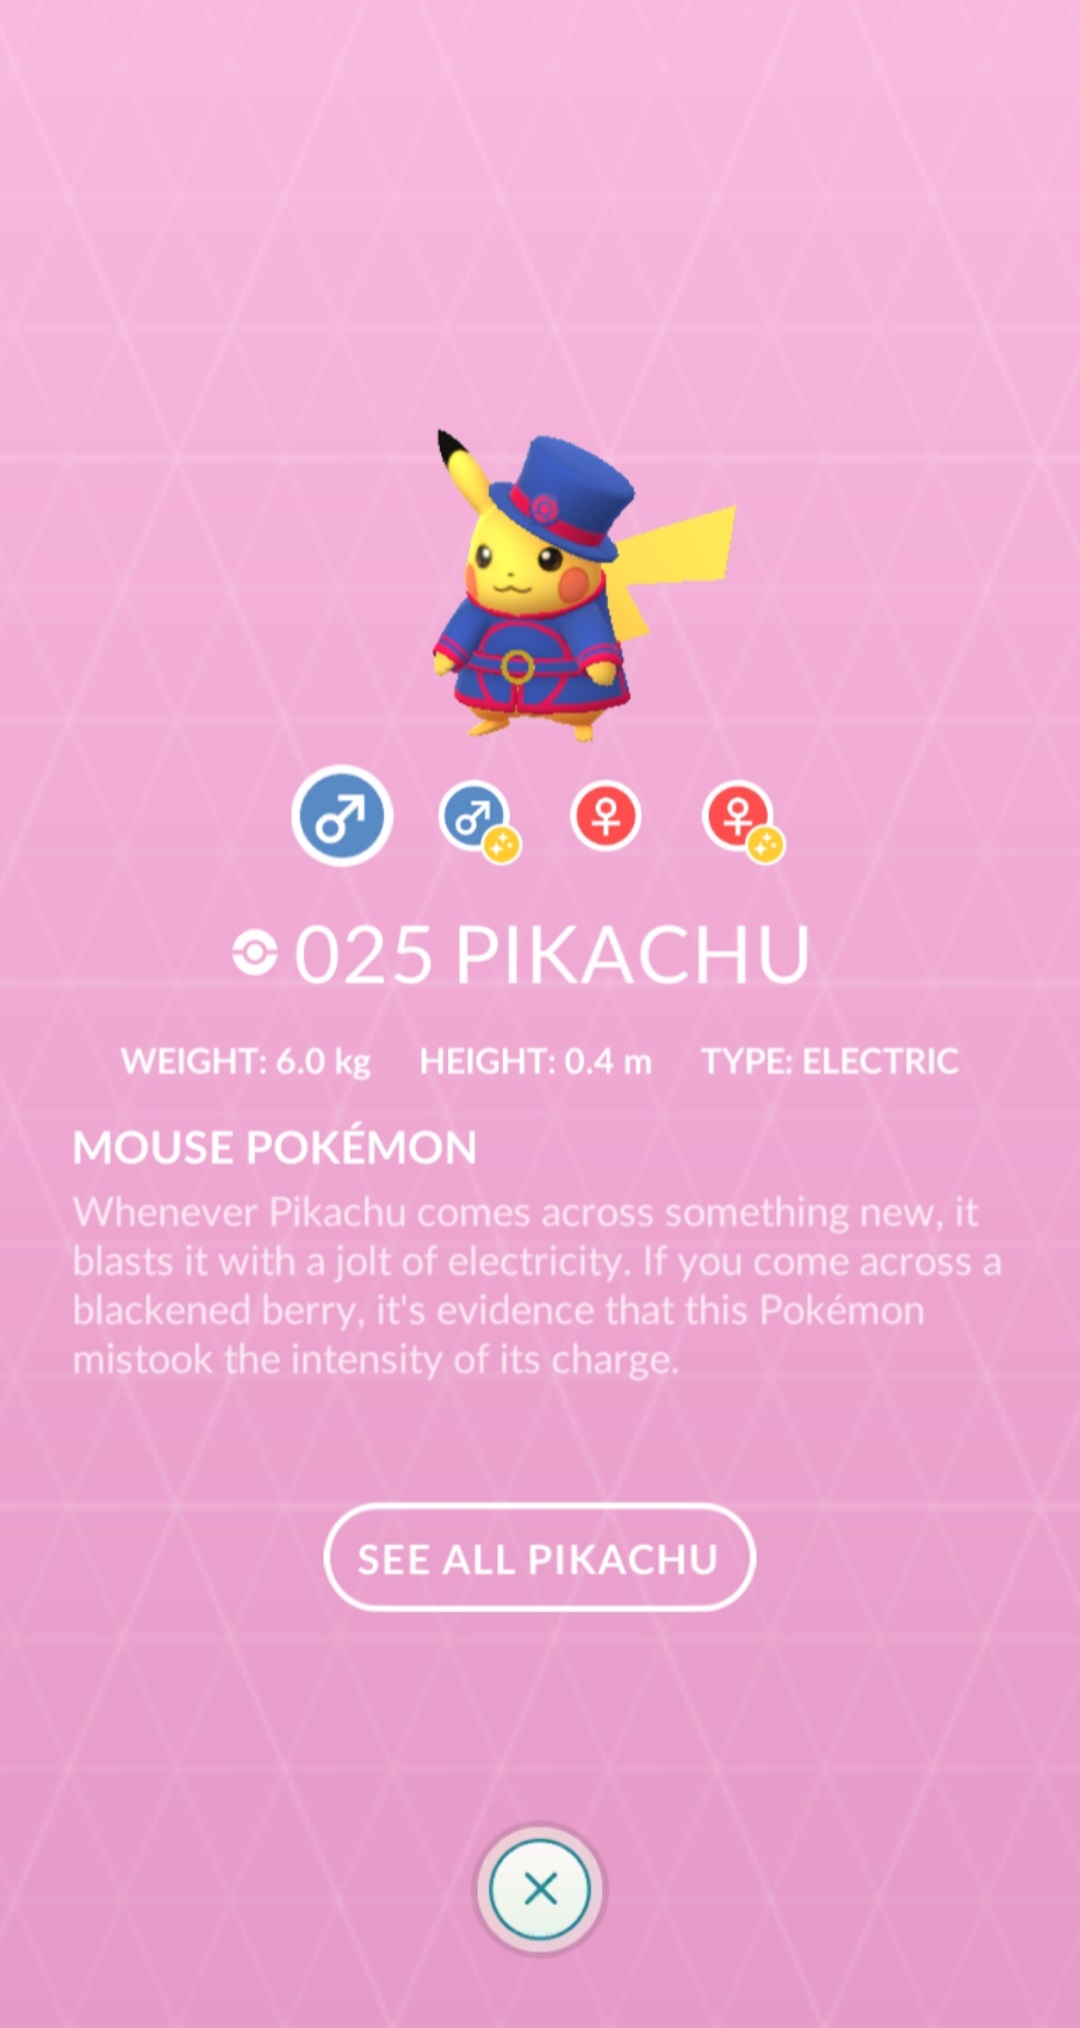 025 PIKACHU
WEIGHT: 6.0 kg HEIGHT: 0.4 m TYPE: ELECTRIC
MOUSE POKÉMON
Whenever Pikachu comes across something new, it
blasts it with a jolt of electricity. If you come across a
blackened berry, it's evidence that this Pokémon
mistook the intensity of its charge.
SEE ALL PIKACHU